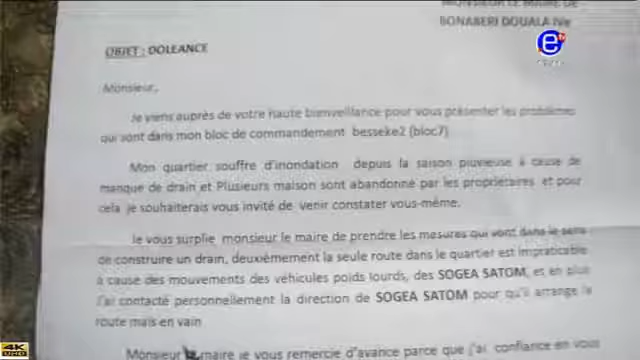 MONSIEUR LE MAIRE DE
BONABERI DOUALA IVe
e
OBJET : DOLEANCE
Monsieur,
Je viens auprès de votre haute bienveillance pour vous présenter les problèmes
qui sont dans mon bloc de commandement besseke2 (bloc7)
Mon quartier souffre d'inondation depuis la saison pluvieuse à cause de
manque de drain et Plusieurs maison sont abandonné par les propriétaires et pour
cela je souhaiterais vous invité de venir constater vous-même.
Je vous supplie monsieur le maire de prendre les mesures qui vont dans le sens
de construire un drain, deuxièmement la seule route dans le quartier est impraticable
à cause des mouvements des véhicules poids lourds, des SOGEA SATOM, et en plus
j'ai contacté personnellement la direction de SOGEA SATOM pour qu'il arrange la
route mais en vain
Monsieur le maire je vous remercie d'avance parce que j'ai confiance en vous
4K
UHD